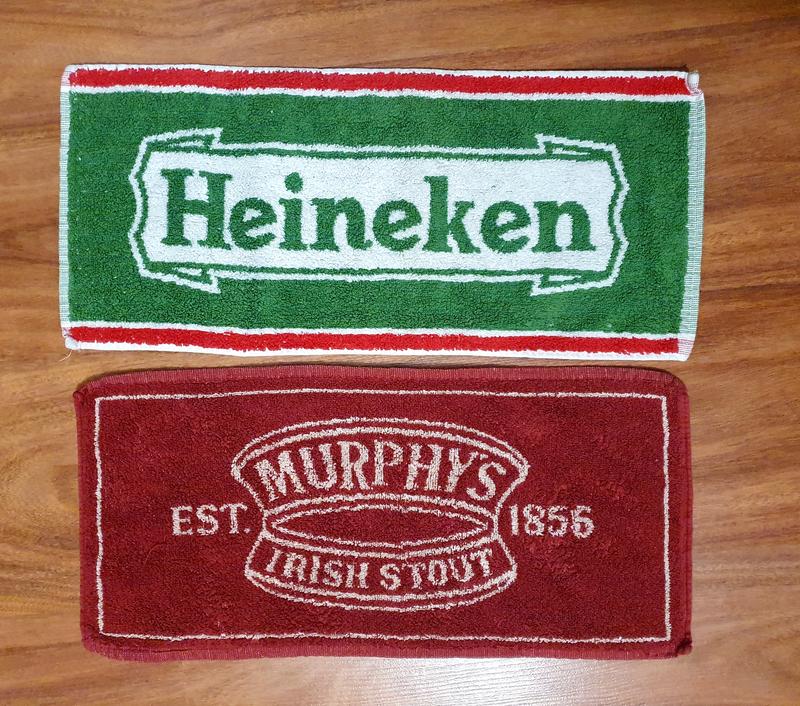 Heineken
MURPHY'S
EST. 1856
IRISH STOUT